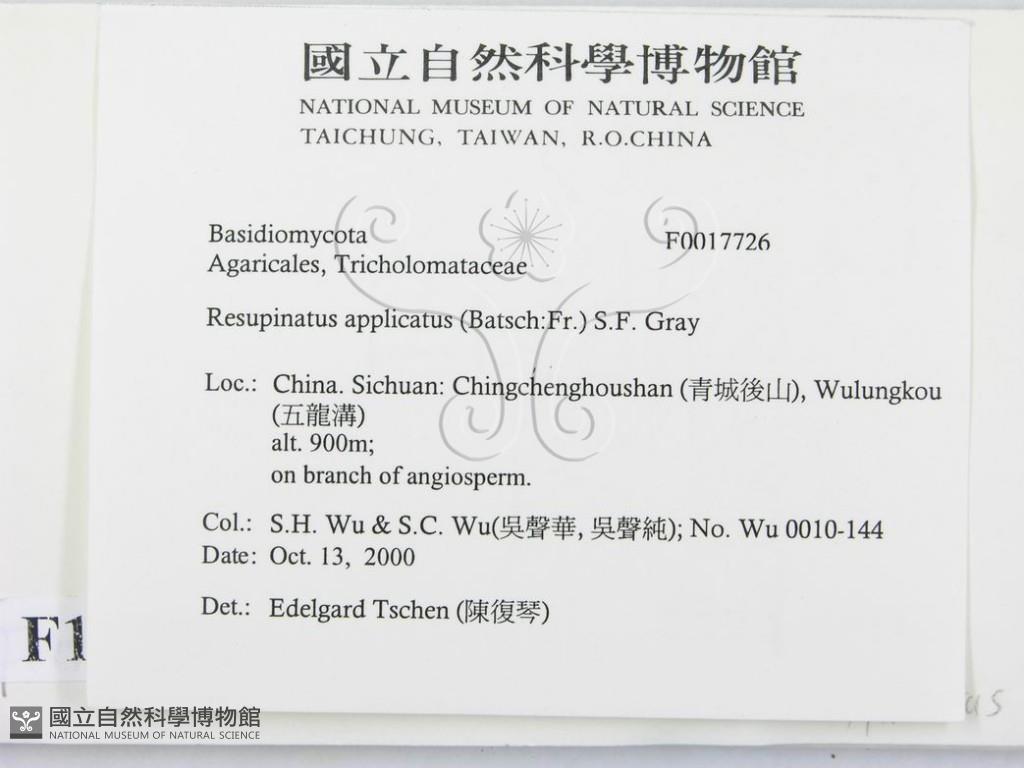 國立自然科學博物館
NATIONAL MUSEUM OF NATURAL SCIENCE
TAICHUNG, TAIWAN, R.O.CHINA
Basidiomycota F0017726
Agaricales, Tricholomataceae
Resupinatus applicatus (Batsch:Fr.) S.F. Gray
Loc.: China. Sichuan: Chingchenghoushan (青城後山), Wulungkou
(五龍溝)
alt. 900m;
on branch of angiosperm.
Col.: S.H. Wu & S.C. Wu(吳聲華, 吳聲純); No. Wu 0010-144
Date: Oct. 13, 2000
Det.: Edelgard Tschen (陳復琴)
F1
國立自然科學博物館
NATIONAL MUSEUM OF NATURAL SCIENCE